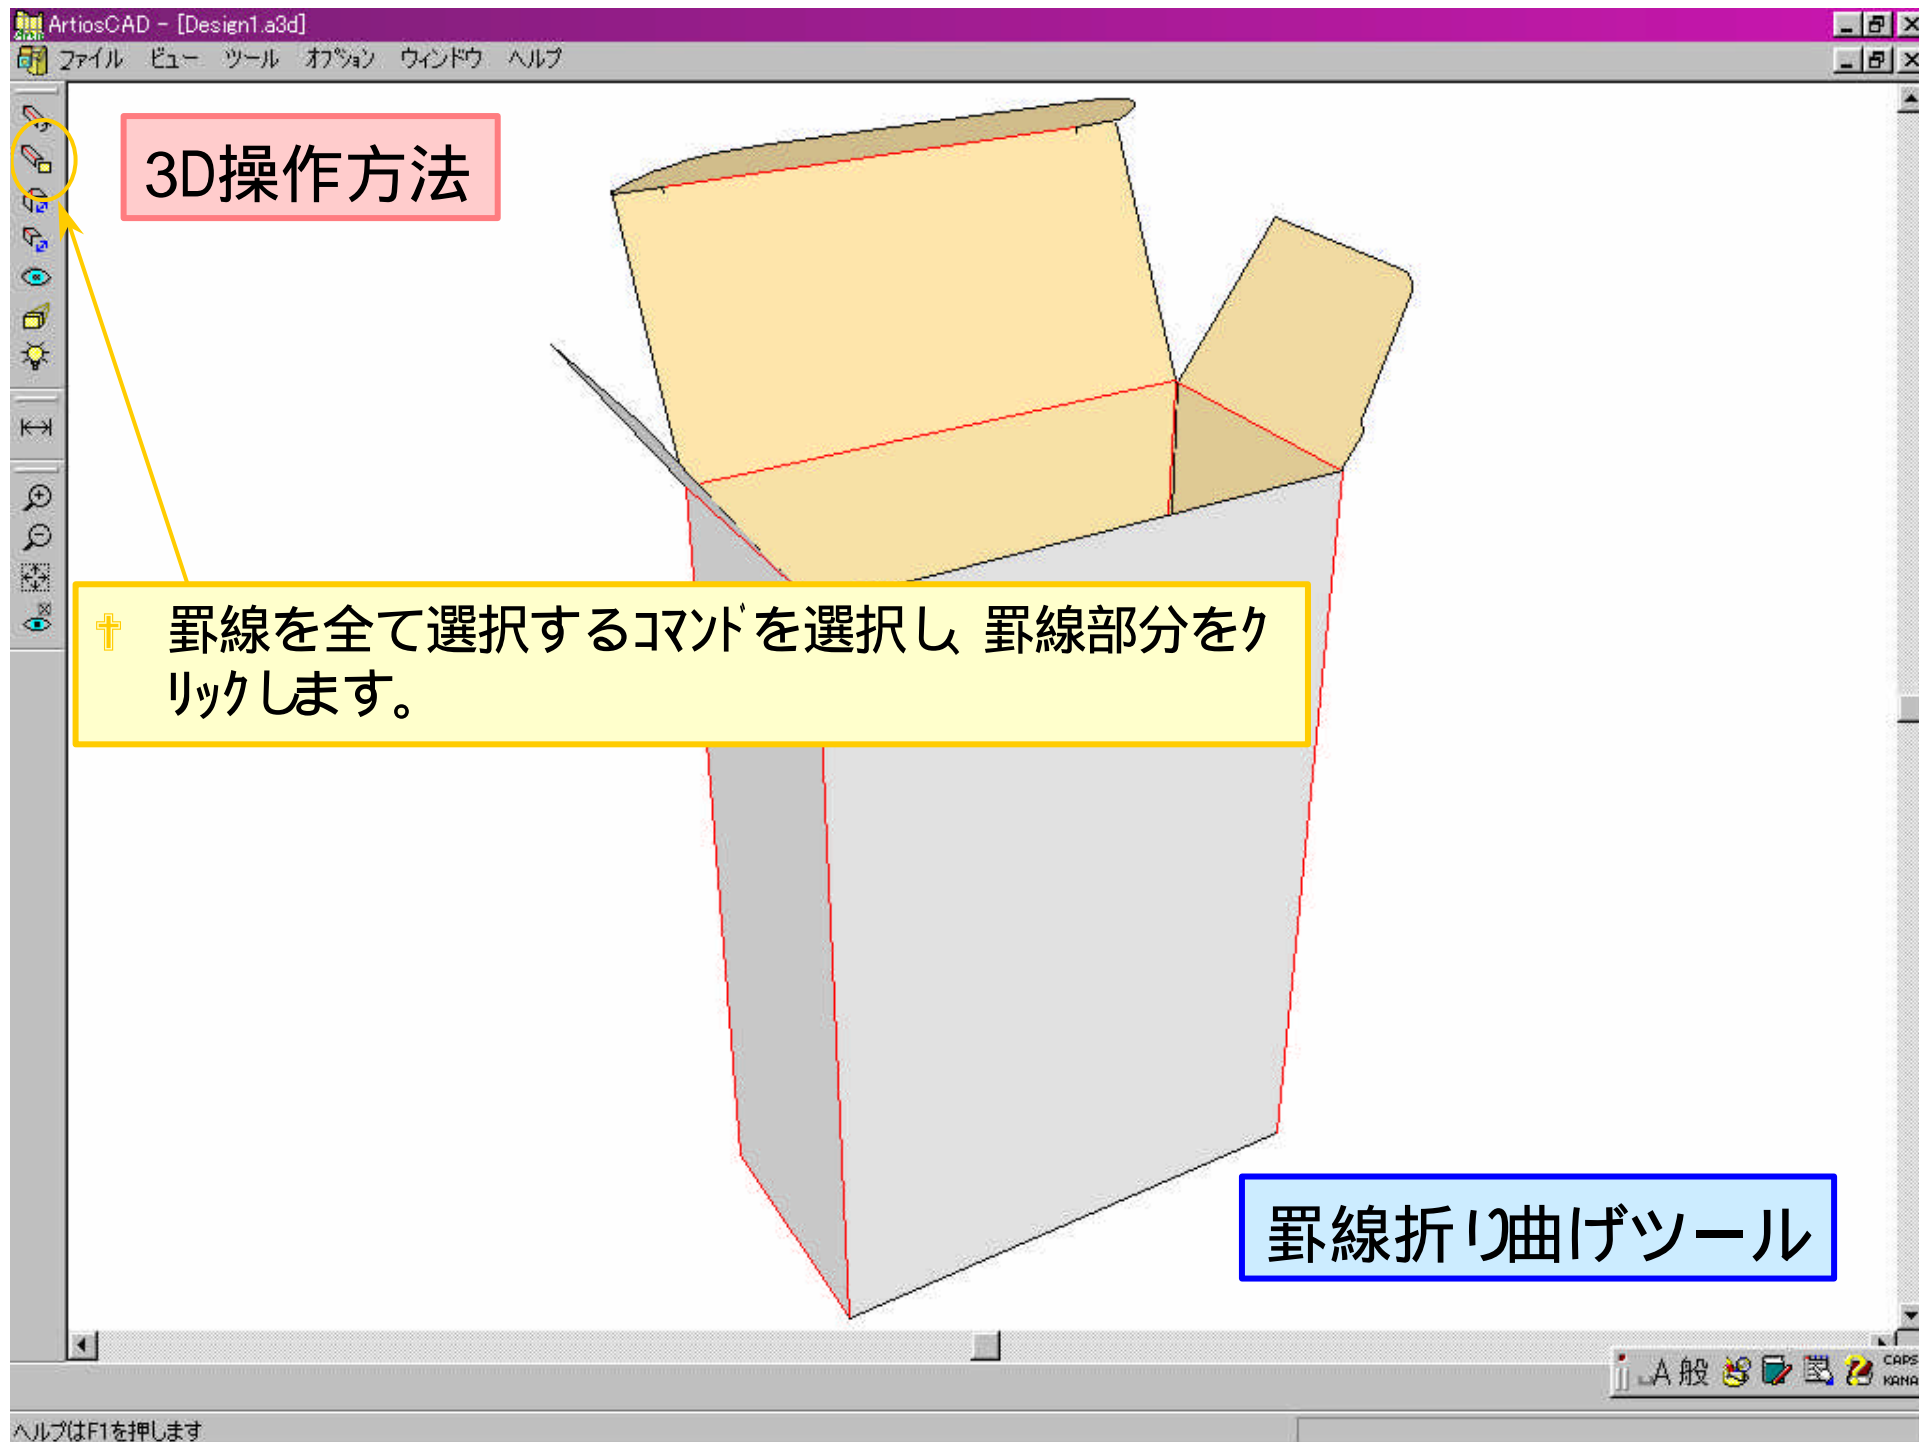 ArtiosCAD - [Design1.a3d]
ファイル ビュー ツール オプション ウィンドウ ヘルプ
3D操作方法
✝ 罫線を全て選択するコマンドを選択し、罫線部分をク
リックします。
罫線折り曲げツール
A 般 CAPS
KANA
ヘルプはF1を押します